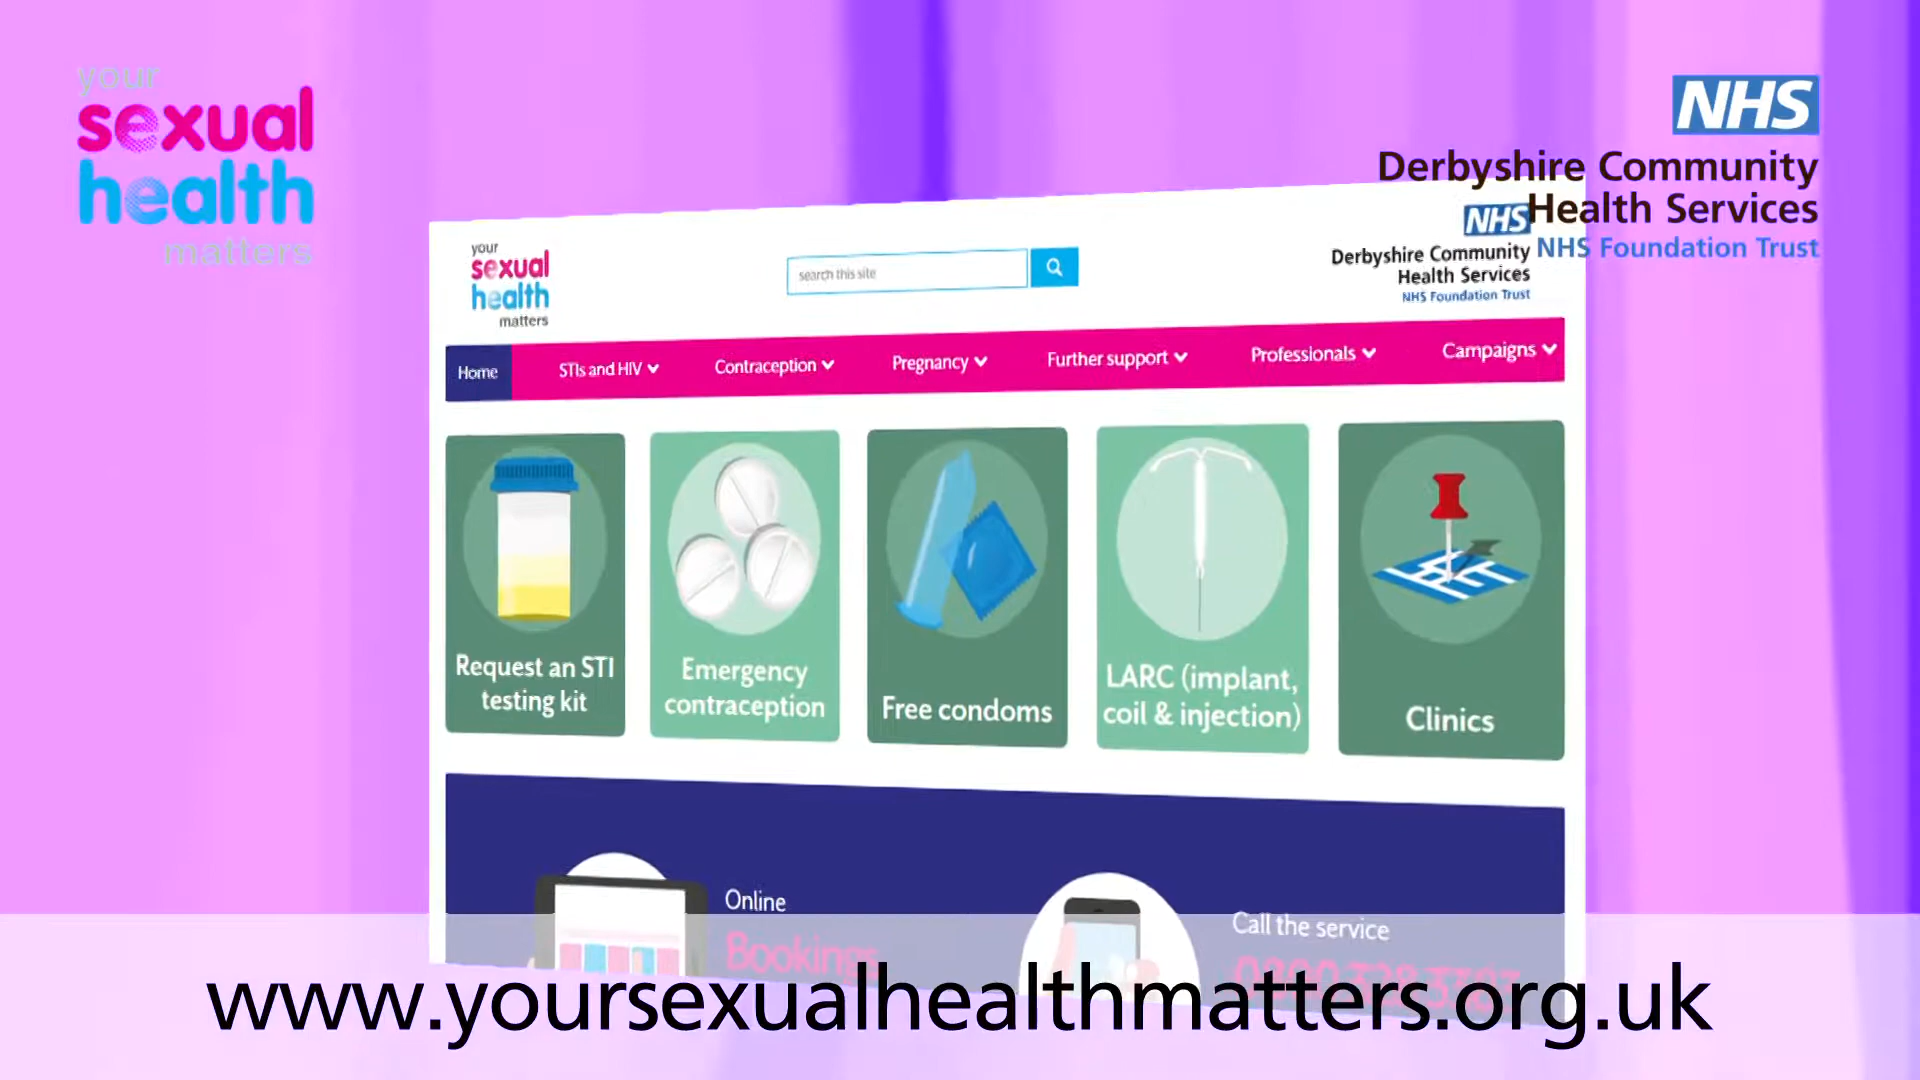 your
sexual
health
matters
NHS
Derbyshire Community
Health Services
NHS Foundation Trust
your
sexual
health
matters
search this site
NHS
Derbyshire Community
Health Services
NHS Foundation Trust
Home STIs and HIV Contraception Pregnancy Further support Professionals Campaigns
Request an STI
testing kit
Emergency
contraception
Free condoms
LARC (implant,
coil & injection)
Clinics
Online
Bookings
Call the service
www.yoursexualhealthmatters.org.uk